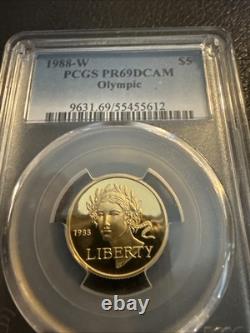 1988-W $5
PCGS PR69DCAM
Olympic
9631.69/55455612
1988
LIBERTY